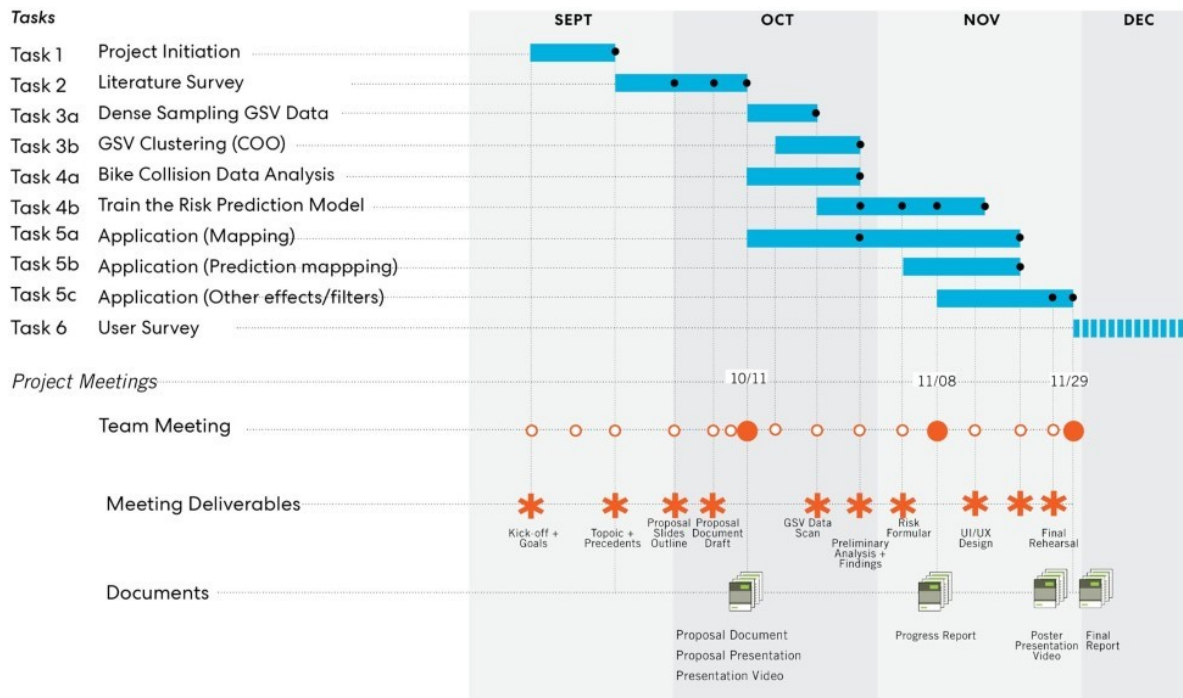 Tasks
SEPT
OCT
NOV
DEC
Task 1 Project Initiation
Task 2 Literature Survey
Task 3a Dense Sampling GSV Data
Task 3b GSV Clustering (COO)
Task 4a Bike Collision Data Analysis
Task 4b Train the Risk Prediction Model
Task 5a Application (Mapping)
Task 5b Application (Prediction mappping)
Task 5c Application (Other effects/filters)
Task 6 User Survey
Project Meetings
10/11
11/08
11/29
Team Meeting
Meeting Deliverables
Kick-off +
Goals
Topoic +
Precedents
Proposal
Slides
Outline
Proposal
Document
Draft
GSV Data
Scan
Preliminary
Analysis +
Findings
Risk
Formular
UI/UX
Design
Final
Rehearsal
Documents
Proposal Document
Proposal Presentation
Presentation Video
Progress Report
Poster
Presentation
Video
Final
Report